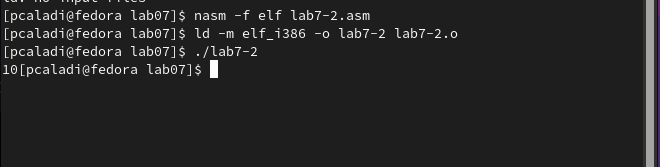 [pcaladi@fedora lab07]$ nasm -f elf lab7-2.asm
[pcaladi@fedora lab07]$ ld -m elf_i386 -o lab7-2 lab7-2.o
[pcaladi@fedora lab07]$ ./lab7-2
10[pcaladi@fedora lab07]$